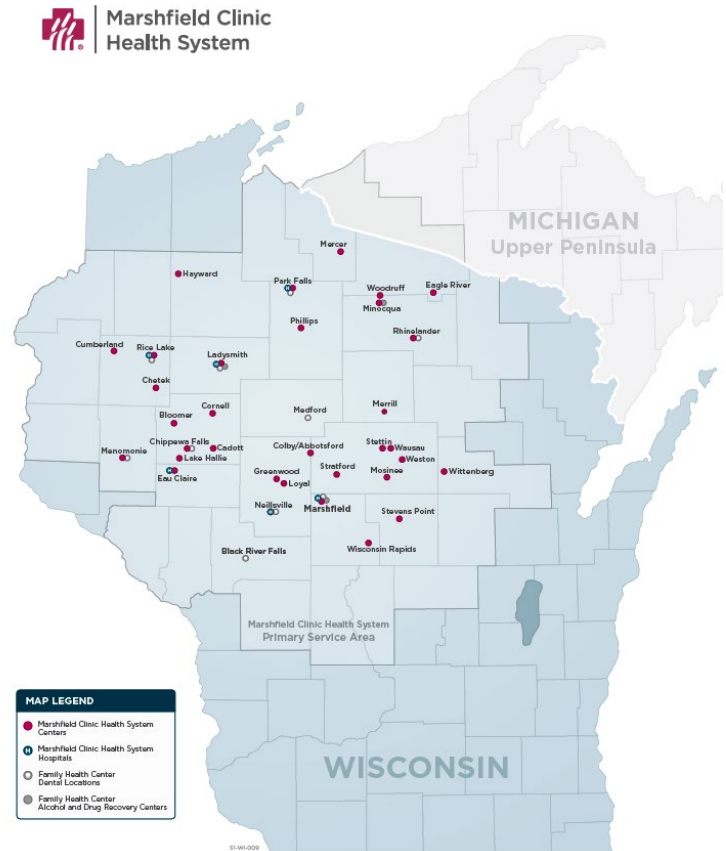 Marshfield Clinic
Health System
®
MICHIGAN
Upper Peninsula
Mercer
Hayward
Park Falls
Woodruff
Eagle River
Minocqua
Phillips
Rhinelander
Cumberland
Rice Lake
Ladysmith
Chetek
Cornell
Medford
Merrill
Bloomer
Chippewa Falls
Cadott
Colby/Abbotsford
Stettin
Wausau
Menomonie
Lake Hallie
Weston
Eau Claire
Greenwood
Stratford
Mosinee
Wittenberg
Loyal
Neillsville
Marshfield
Stevens Point
Black River Falls
Wisconsin Rapids
Marshfield Clinic Health System
Primary Service Area
MAP LEGEND
Marshfield Clinic Health System
Centers
H Marshfield Clinic Health System
Hospitals
Family Health Center
Dental Locations
Family Health Center
Alcohol and Drug Recovery Centers
WISCONSIN
S1-WI-009